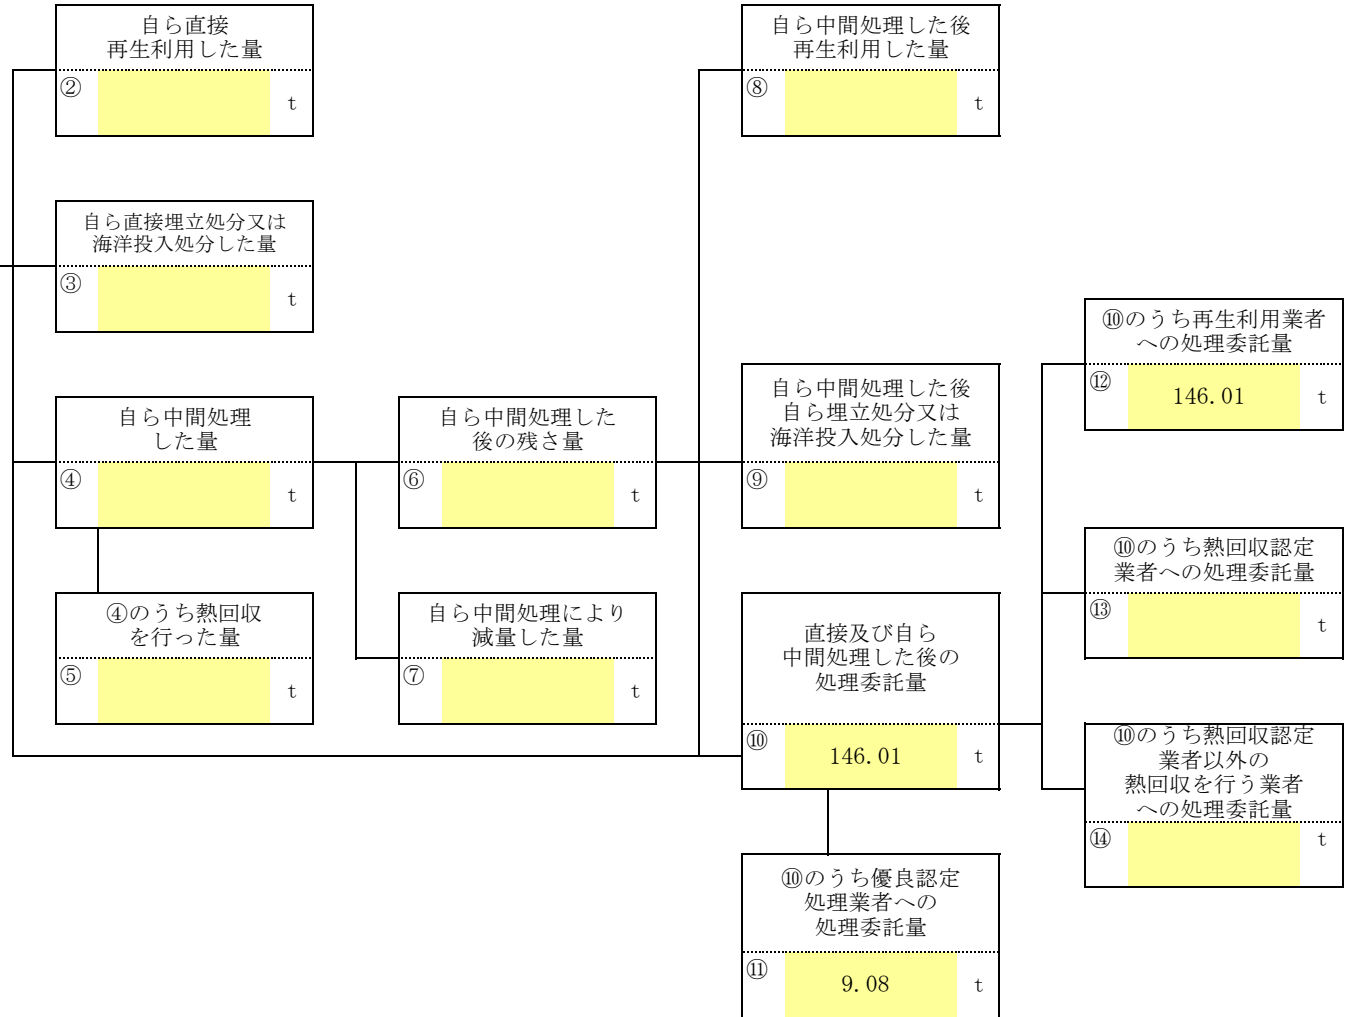 自ら直接
再生利用した量
②
t
自ら中間処理した後
再生利用した量
⑧
t
自ら直接埋立処分又は
海洋投入処分した量
③
t
⑩のうち再生利用業者
への処理委託量
⑫
146.01
t
自ら中間処理
した量
④
t
自ら中間処理した
後の残さ量
⑥
t
自ら中間処理した後
自ら埋立処分又は
海洋投入処分した量
⑨
t
⑩のうち熱回収認定
業者への処理委託量
⑬
t
④のうち熱回収
を行った量
⑤
t
自ら中間処理により
減量した量
⑦
t
直接及び自ら
中間処理した後の
処理委託量
⑩
146.01
t
⑩のうち熱回収認定
業者以外の
熱回収を行う業者
への処理委託量
⑭
t
⑩のうち優良認定
処理業者への
処理委託量
⑪
9.08
t